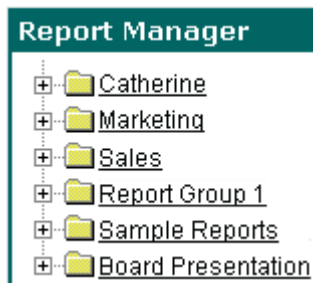 Report Manager
Catherine
Marketing
Sales
Report Group 1
Sample Reports
Board Presentation